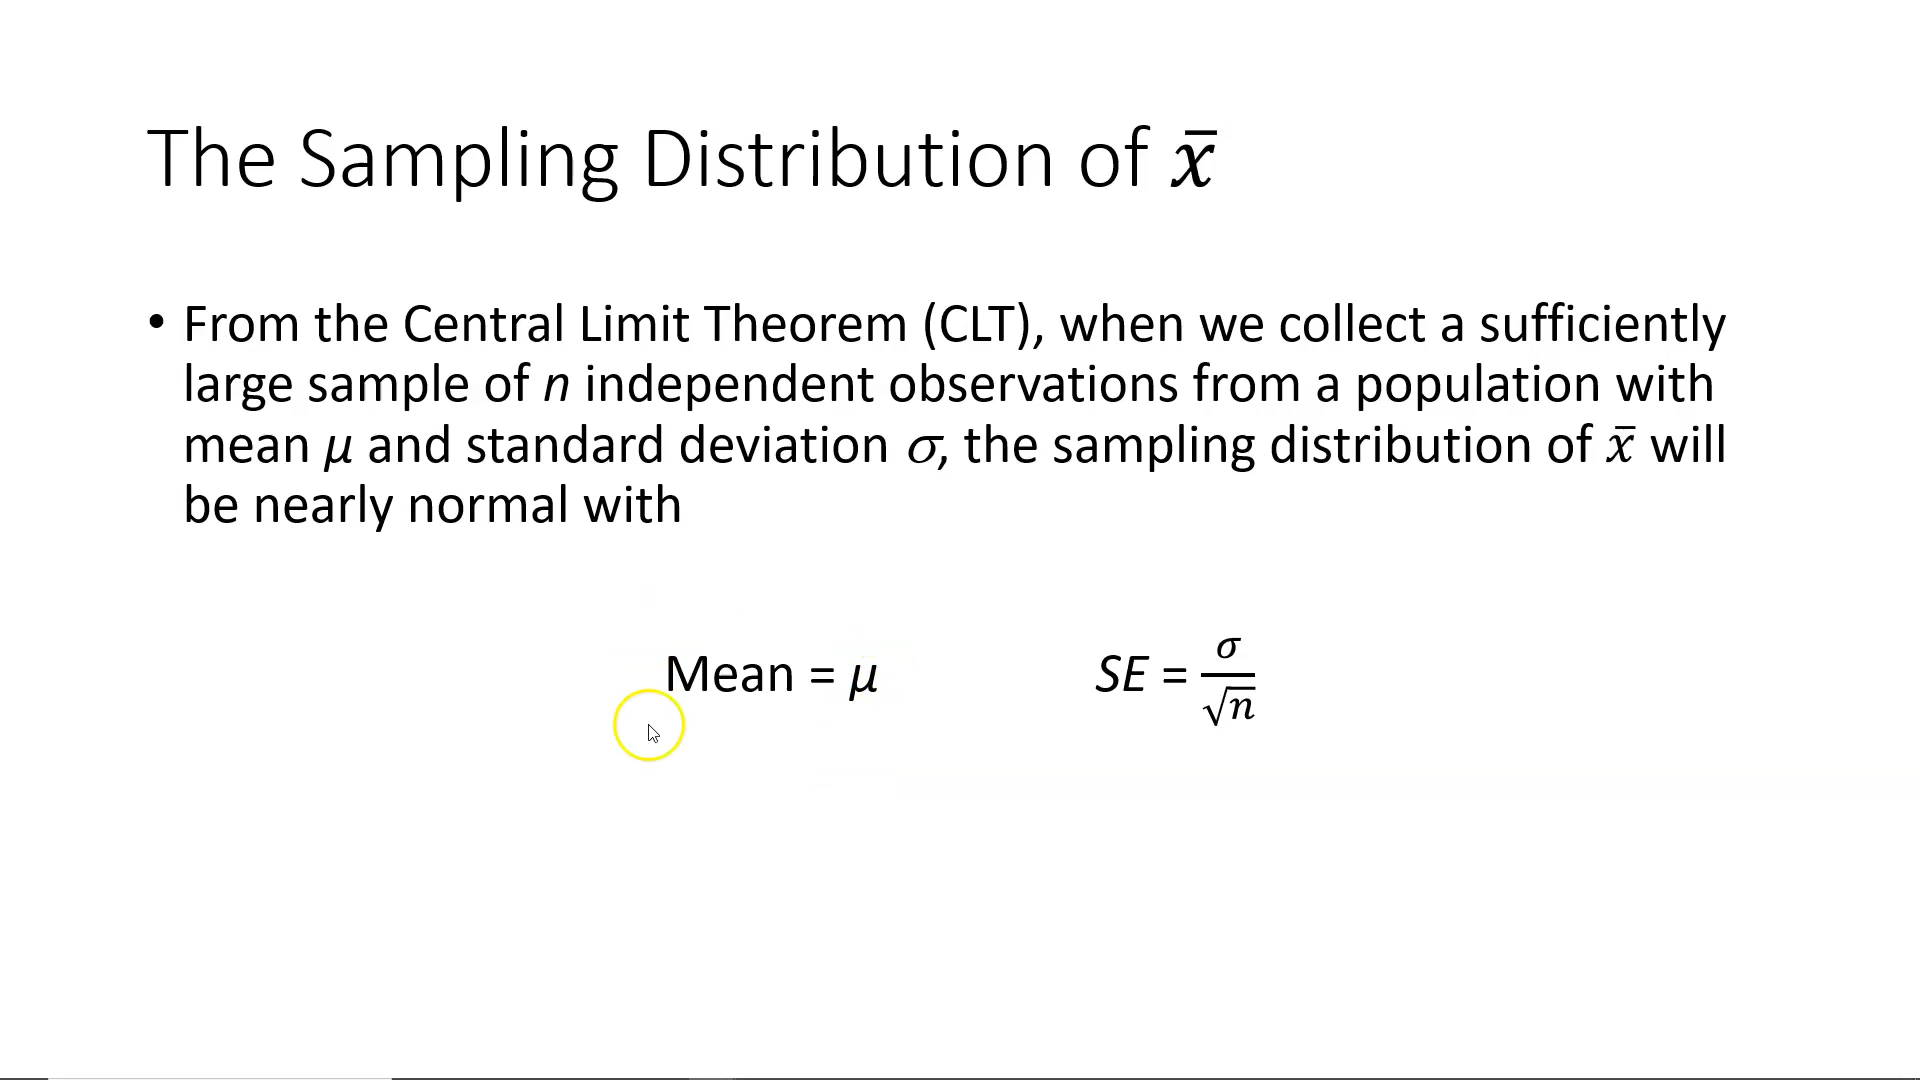 The Sampling Distribution of x̄
• From the Central Limit Theorem (CLT), when we collect a sufficiently
large sample of n independent observations from a population with
mean μ and standard deviation σ, the sampling distribution of x̄ will
be nearly normal with
Mean = μ SE = σ/√n